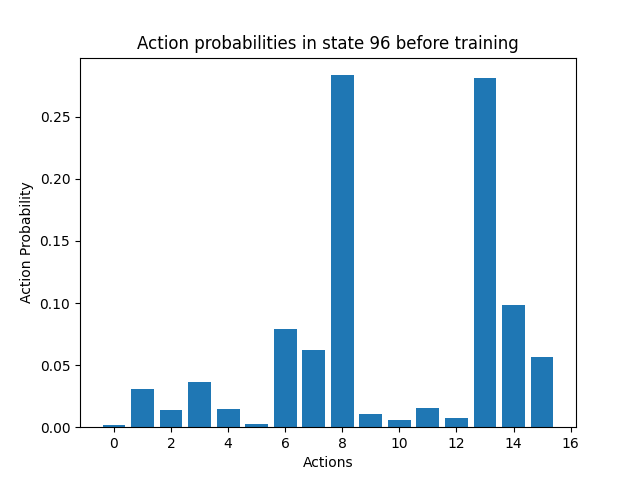 Action probabilities in state 96 before training
0.25
0.20
0.15
0.10
0.05
0.00
Action Probability
0 2 4 6 8 10 12 14 16
Actions